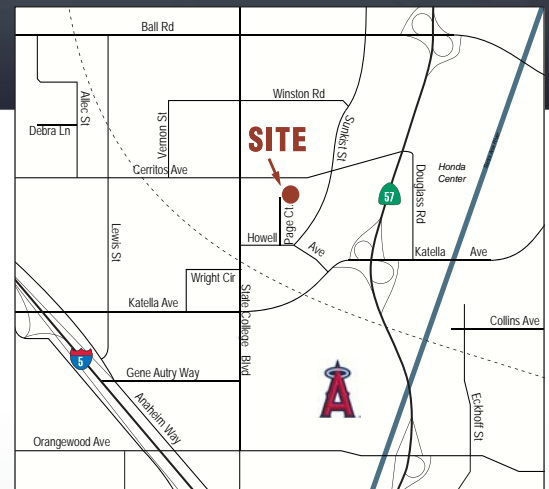 Ball Rd
Allec St
Winston Rd
Vernon St
Debra Ln
SITE
Sunkist St
Honda
Center
Cerritos Ave
57
Douglass Rd
Page Ct.
Lewis St
Howell
Ave
Katella
Ave
Wright Cir
Katella Ave
State College Blvd
Collins Ave
5
Gene Autry Way
A
Anaheim Way
Eckhoff St
Orangewood Ave